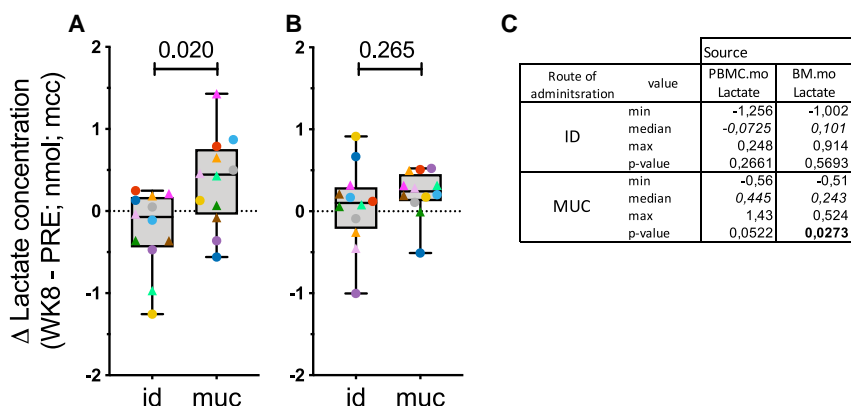 A
B
C
Δ Lactate concentration
(WK8 - PRE; nmol; mcc)
2
1
0
-1
-2
0.020
id
muc
2
1
0
-1
-2
0.265
id
muc
Source
Route of adminitsration value PBMC.mo Lactate BM.mo Lactate
ID
min -1,256 -1,002
median -0,0725 0,101
max 0,248 0,914
p-value 0,2661 0,5693
MUC
min -0,56 -0,51
median 0,445 0,243
max 1,43 0,524
p-value 0,0522 0,0273